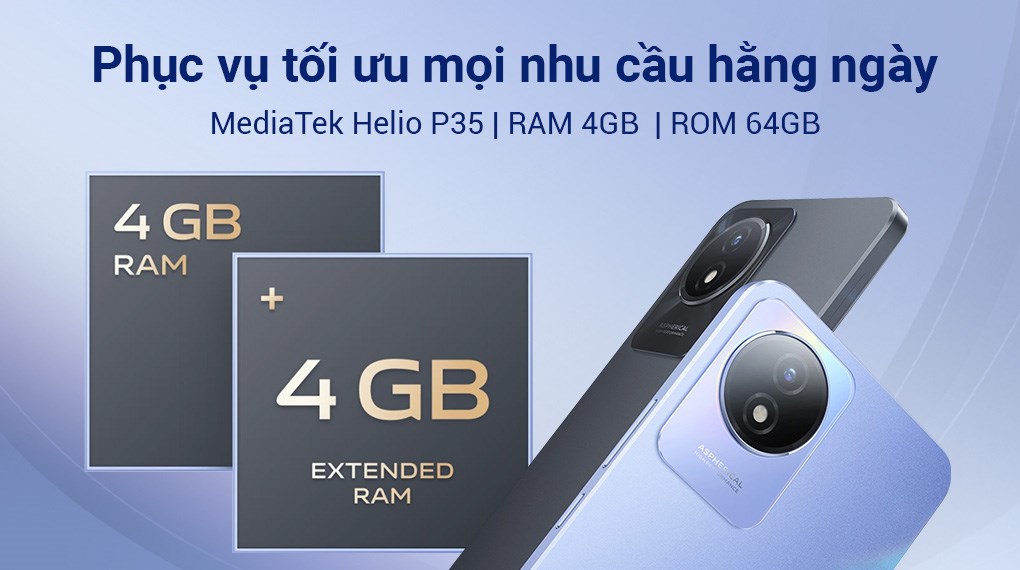 Phục vụ tối ưu mọi nhu cầu hằng ngày
MediaTek Helio P35 | RAM 4GB | ROM 64GB
4 GB
RAM
+
4 GB
EXTENDED
RAM
ASPHERICAL
ASPHERICAL